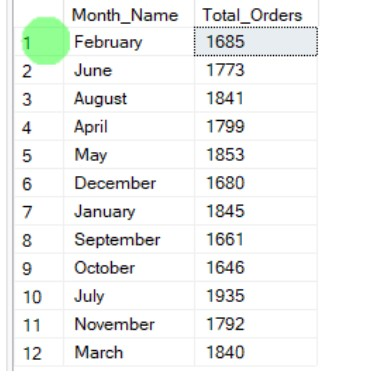 Month_Name Total_Orders
1 February 1685
2 June 1773
3 August 1841
4 April 1799
5 May 1853
6 December 1680
7 January 1845
8 September 1661
9 October 1646
10 July 1935
11 November 1792
12 March 1840